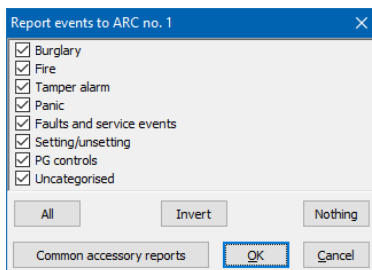 Report events to ARC no. 1
Burglary
Fire
Tamper alarm
Panic
Faults and service events
Setting/unsetting
PG controls
Uncategorised
All Invert Nothing
Common accessory reports OK Cancel